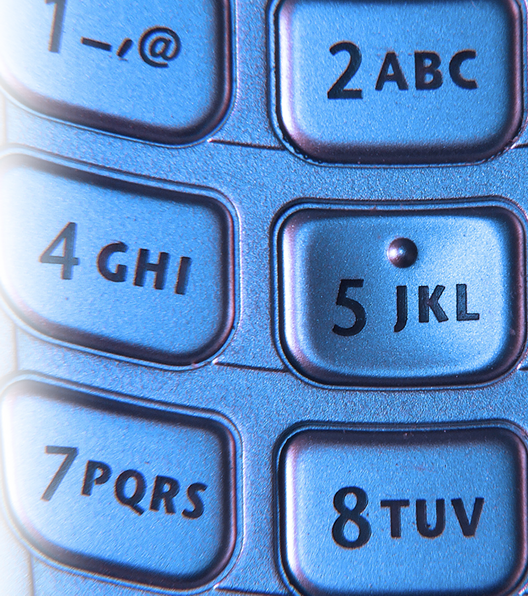 1 _,@
2 ABC
4 GHI
5 JKL
7 PQRS
8 TUV